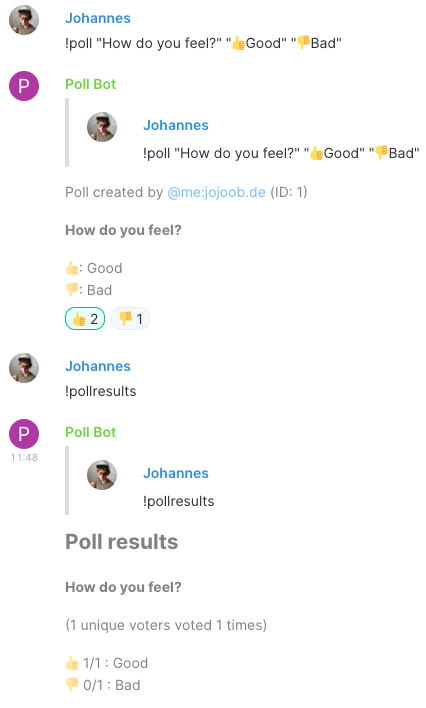 Johannes
!poll "How do you feel?" "👍Good" "👎Bad"
P
Poll Bot
Johannes
!poll "How do you feel?" "👍Good" "👎Bad"
Poll created by @me:jojoob.de (ID: 1)
How do you feel?
👍: Good
👎: Bad
👍 2 👎 1
Johannes
!pollresults
P
Poll Bot
11:48
Johannes
!pollresults
Poll results
How do you feel?
(1 unique voters voted 1 times)
👍 1/1 : Good
👎 0/1 : Bad